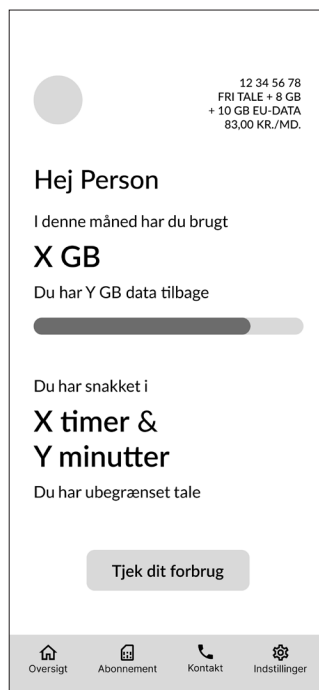 12 34 56 78
FRI TALE + 8 GB
+ 10 GB EU-DATA
83,00 KR./MD.
Hej Person
I denne måned har du brugt
X GB
Du har Y GB data tilbage
Du har snakket i
X timer &
Y minutter
Du har ubegrænset tale
Tjek dit forbrug
Oversigt
Abonnement
Kontakt
Indstillinger